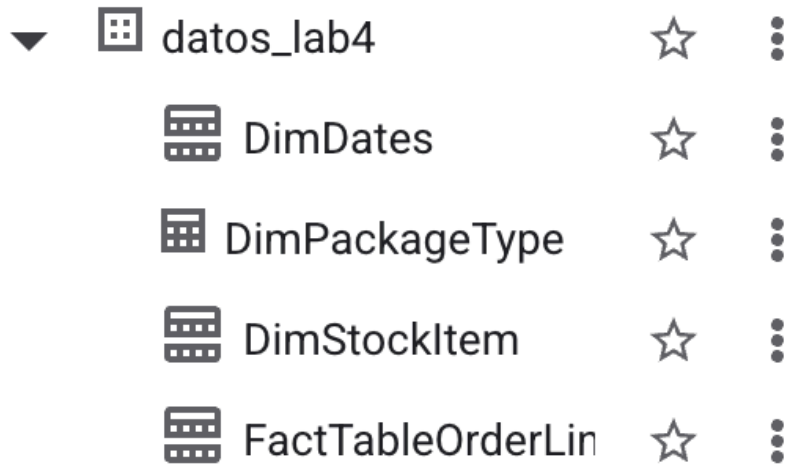 datos_lab4
DimDates
DimPackageType
DimStockItem
FactTableOrderLin